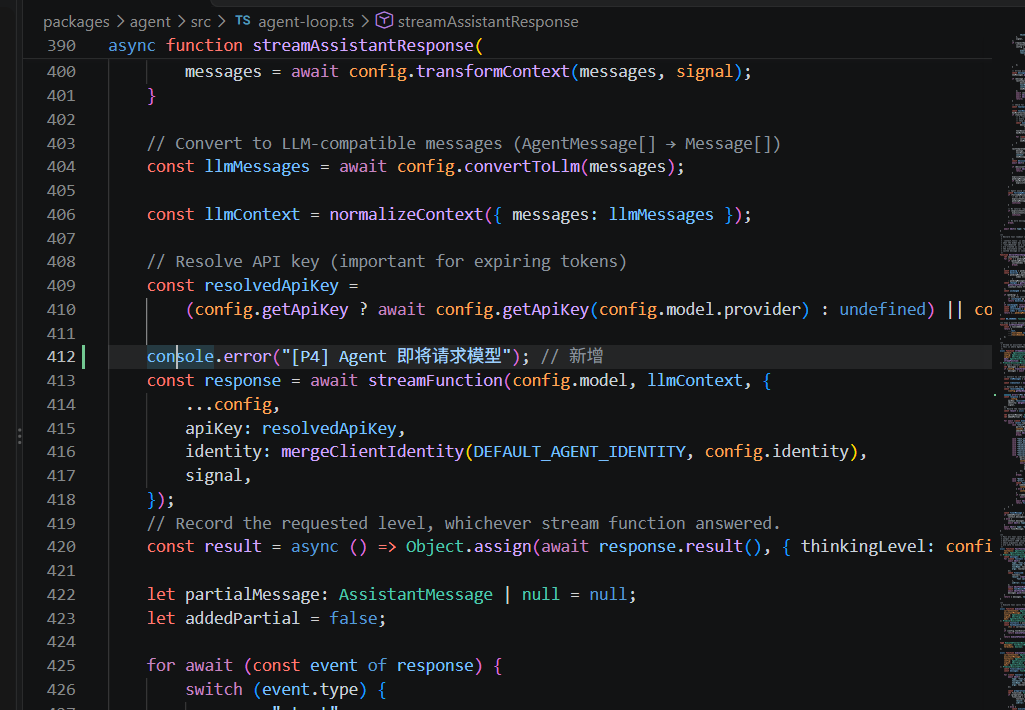 packages > agent > src > TS agent-loop.ts > streamAssistantResponse
390 async function streamAssistantResponse(
400 messages = await config.transformContext(messages, signal);
401 }
402
403 // Convert to LLM-compatible messages (AgentMessage[] → Message[])
404 const llmMessages = await config.convertToLlm(messages);
405
406 const llmContext = normalizeContext({ messages: llmMessages });
407
408 // Resolve API key (important for expiring tokens)
409 const resolvedApiKey =
410 (config.getApiKey ? await config.getApiKey(config.model.provider) : undefined) || co
411
412 console.error("[P4] Agent 即将请求模型"); // 新增
413 const response = await streamFunction(config.model, llmContext, {
414 ...config,
415 apiKey: resolvedApiKey,
416 identity: mergeClientIdentity(DEFAULT_AGENT_IDENTITY, config.identity),
417 signal,
418 });
419 // Record the requested level, whichever stream function answered.
420 const result = async () => Object.assign(await response.result(), { thinkingLevel: confi
421
422 let partialMessage: AssistantMessage | null = null;
423 let addedPartial = false;
424
425 for await (const event of response) {
426 switch (event.type) {